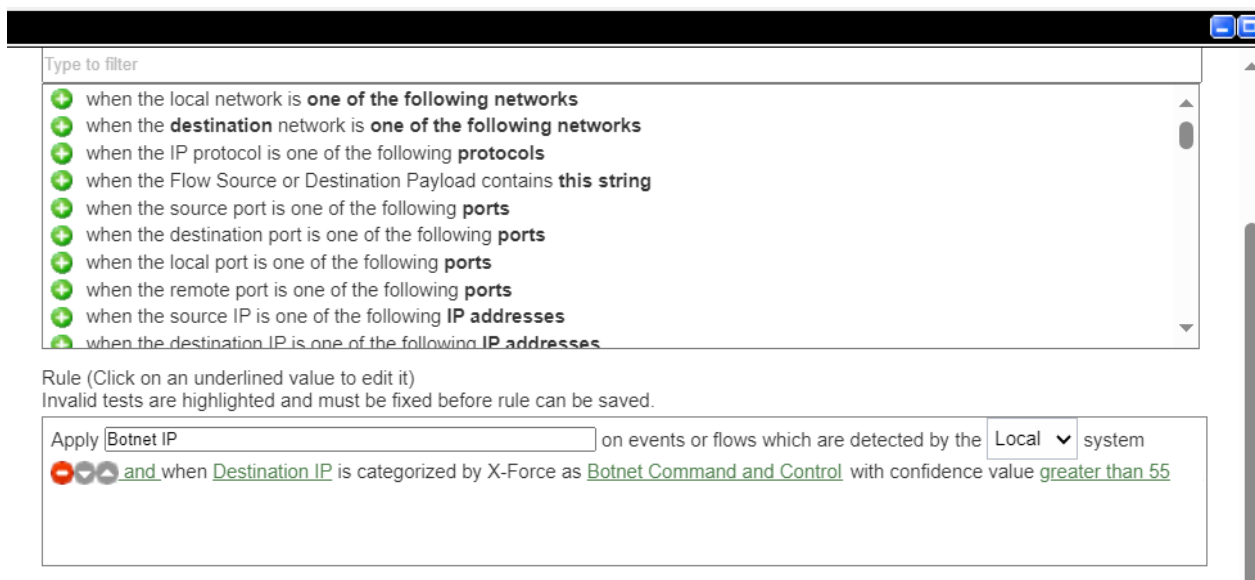 Type to filter
when the local network is one of the following networks
when the destination network is one of the following networks
when the IP protocol is one of the following protocols
when the Flow Source or Destination Payload contains this string
when the source port is one of the following ports
when the destination port is one of the following ports
when the local port is one of the following ports
when the remote port is one of the following ports
when the source IP is one of the following IP addresses
when the destination IP is one of the following IP addresses
Rule (Click on an underlined value to edit it)
Invalid tests are highlighted and must be fixed before rule can be saved.
Apply Botnet IP on events or flows which are detected by the Local system
and when Destination IP is categorized by X-Force as Botnet Command and Control with confidence value greater than 55